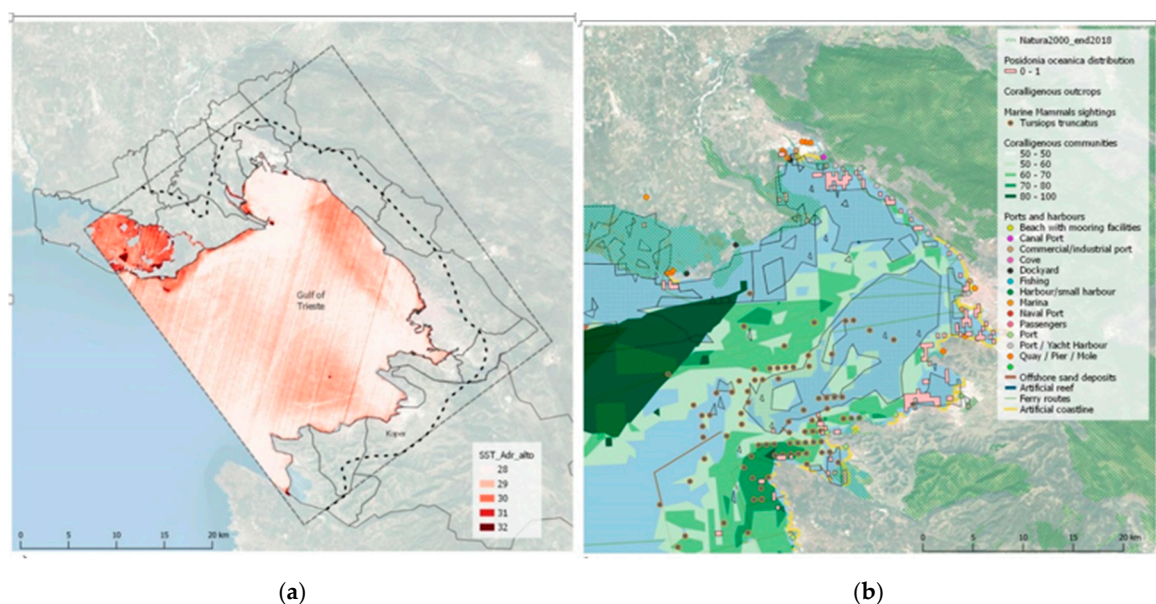 Gulf of
Trieste
Koper
SST_Adr_alto
28
29
30
31
32
0 5 10 20 km
(a)
Natura2000_end2018
Posidonia oceanica distribution
0 - 1
Coralligenous outcrops
Marine Mammals sightings
Tursiops truncatus
Coralligenous communities
50 - 50
50 - 60
60 - 70
70 - 80
80 - 100
Ports and harbours
Beach with mooring facilities
Canal Port
Commercial/industrial port
Cove
Dockyard
Fishing
Harbour/small harbour
Marina
Naval Port
Passengers
Port
Port / Yacht Harbour
Quay / Pier / Mole
Offshore sand deposits
Artificial reef
Ferry routes
Artificial coastline
0 5 10 20 km
(b)